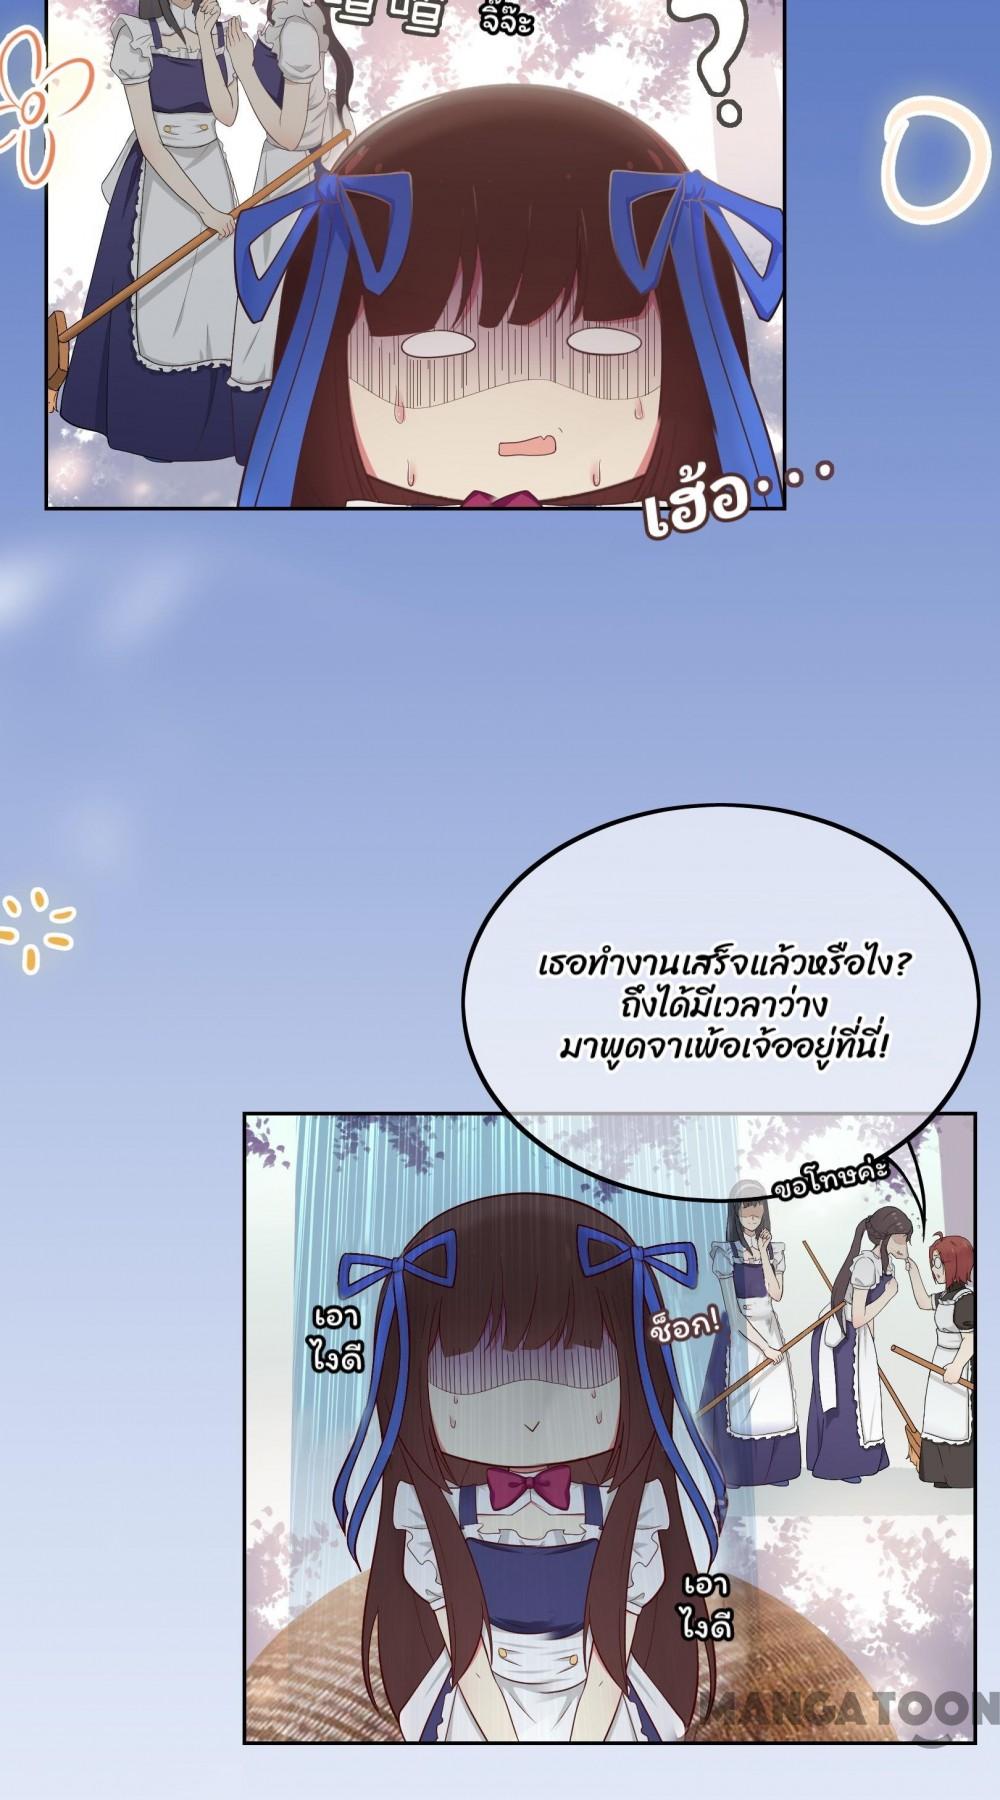 喧喧
จิ๊จ๊ะ
?
เฮ้อ...
เธอทำงานเสร็จแล้วหรือไง?
ถึงได้มีเวลาว่าง
มาพูดจาเพ้อเจ้ออยู่ที่นี่!
ขอโทษค่ะ
เอา
ไงดี
ช็อก!
เอา
ไงดี
MANGATOON